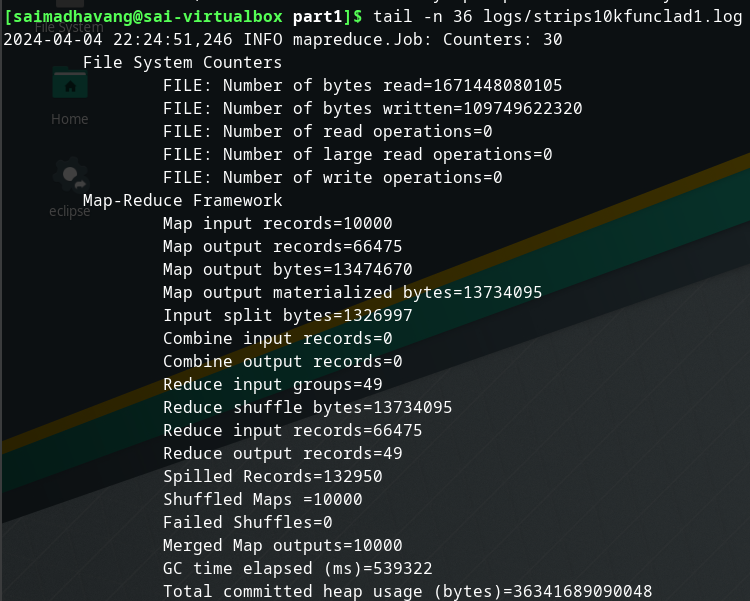 [saimadhavang@sai-virtualbox part1]$ tail -n 36 logs/strips10kfunclad1.log
File System
2024-04-04 22:24:51,246 INFO mapreduce.Job: Counters: 30
File System Counters
FILE: Number of bytes read=1671448080105
FILE: Number of bytes written=109749622320
Home
FILE: Number of read operations=0
FILE: Number of large read operations=0
FILE: Number of write operations=0
eclipse
Map-Reduce Framework
Map input records=10000
Map output records=66475
Map output bytes=13474670
Map output materialized bytes=13734095
Input split bytes=1326997
Combine input records=0
Combine output records=0
Reduce input groups=49
Reduce shuffle bytes=13734095
Reduce input records=66475
Reduce output records=49
Spilled Records=132950
Shuffled Maps =10000
Failed Shuffles=0
Merged Map outputs=10000
GC time elapsed (ms)=539322
Total committed heap usage (bytes)=36341689090048